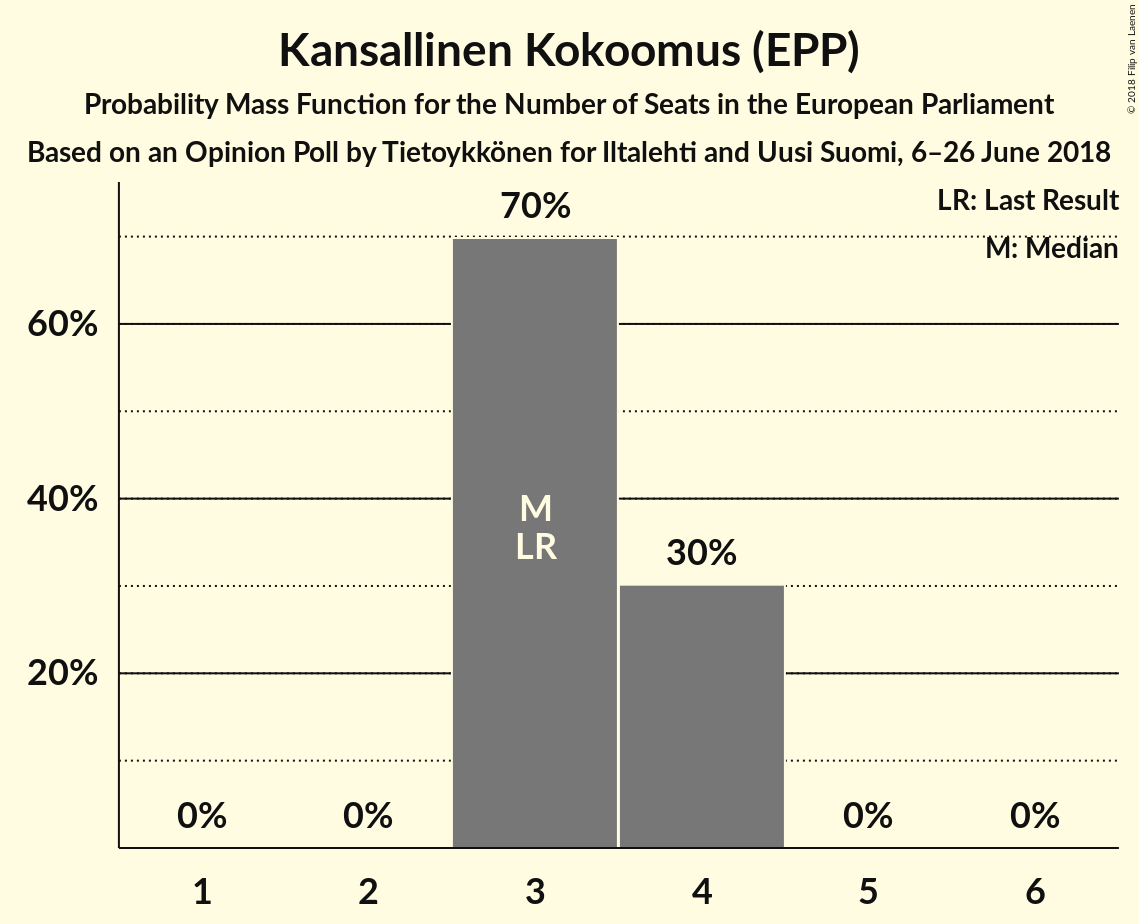 Kansallinen Kokoomus (EPP)
Probability Mass Function for the Number of Seats in the European Parliament
Based on an Opinion Poll by Tietoykkönen for Iltalehti and Uusi Suomi, 6–26 June 2018
© 2018 Filip van Laenen
LR: Last Result
M: Median
70%
60%
40%
M
LR
30%
20%
0% 0% 0% 0%
1 2 3 4 5 6